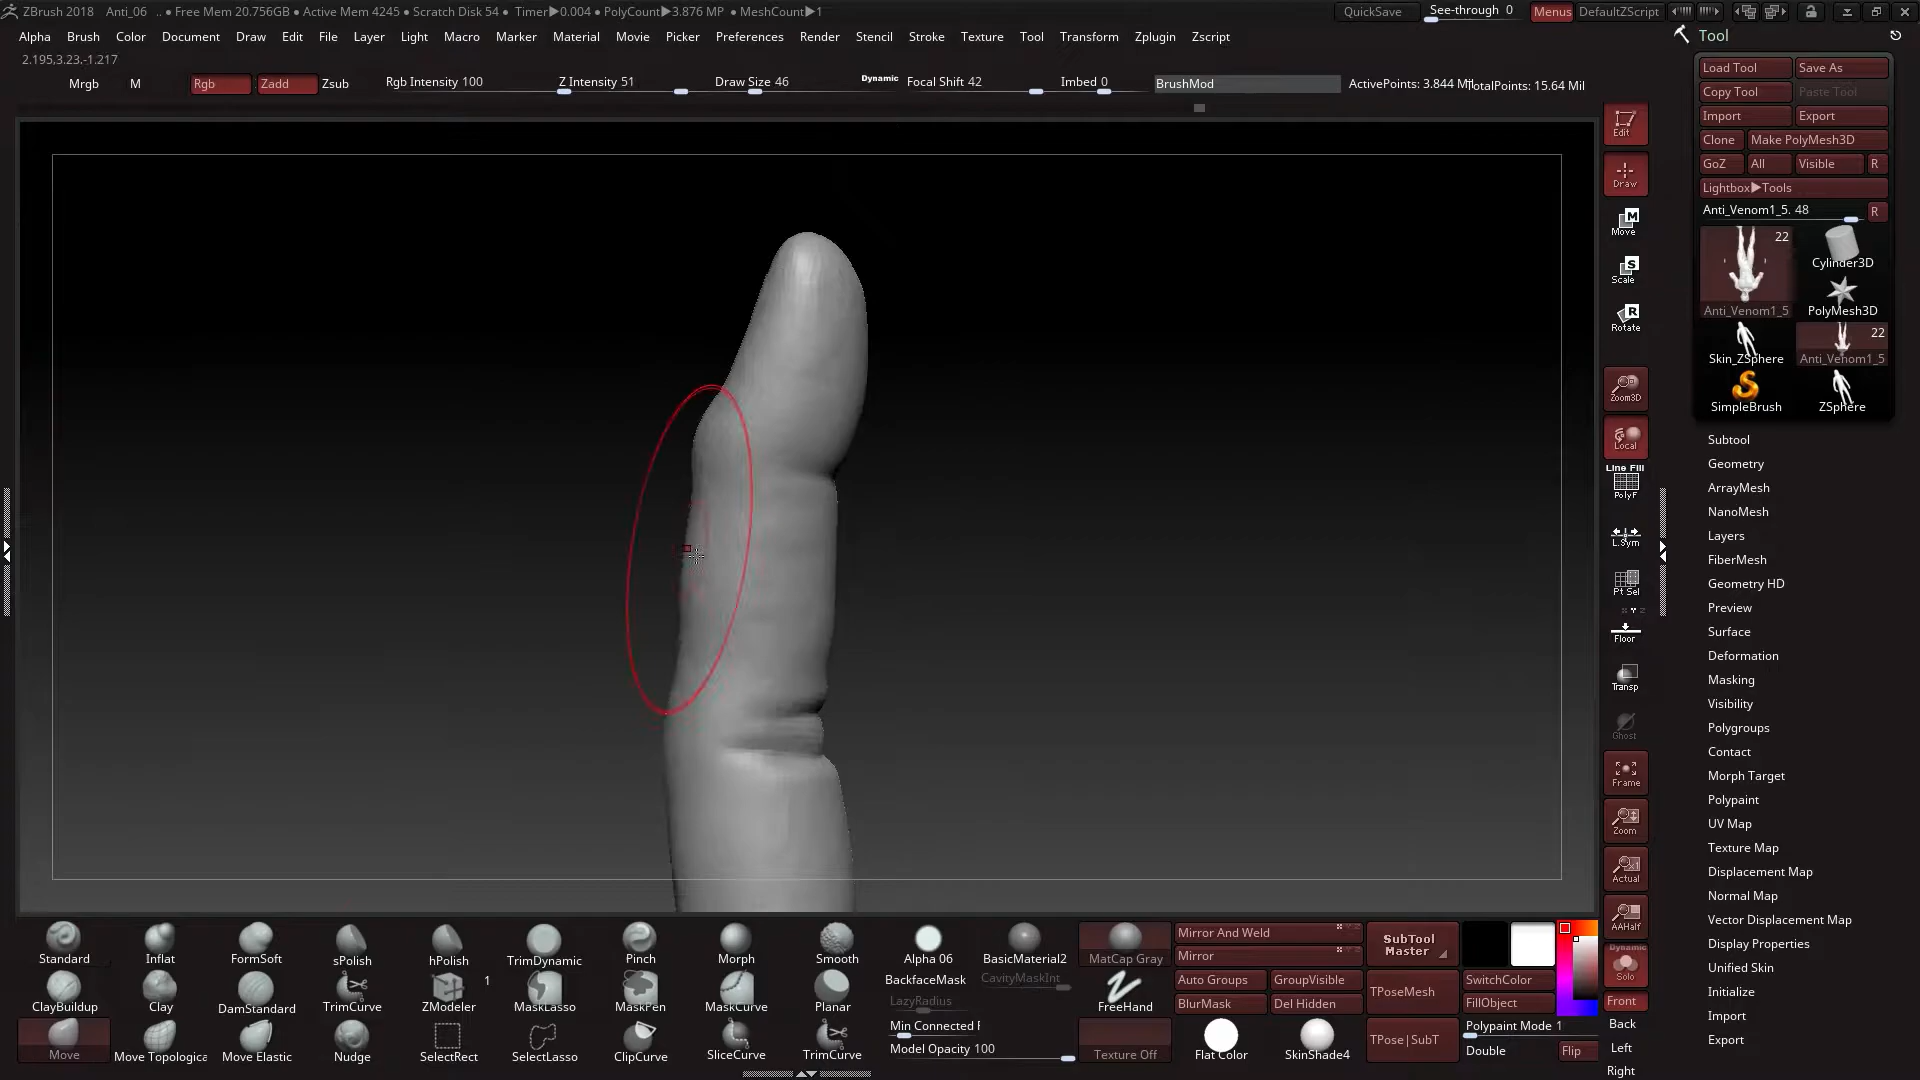 ZBrush 2018 Anti_06 .. ● Free Mem 20.756GB ● Active Mem 4245 ● Scratch Disk 54 ● Timer▶0.004 ● PolyCount▶3.876 MP ● MeshCount▶1 QuickSave See-through 0 Menus DefaultZScript
Alpha Brush Color Document Draw Edit File Layer Light Macro Marker Material Movie Picker Preferences Render Stencil Stroke Texture Tool Transform Zplugin Zscript
2.195,3.23,-1.217
Mrgb M Rgb Zadd Zsub Rgb Intensity 100 Z Intensity 51 Draw Size 46 Dynamic Focal Shift 42 Imbed 0 BrushMod ActivePoints: 3.844 Mil TotalPoints: 15.64 Mil
Tool
Load Tool Save As
Copy Tool Paste Tool
Import Export
Clone Make PolyMesh3D
GoZ All Visible R
Lightbox▶Tools
Anti_Venom1_5. 48 R
22 Cylinder3D
Anti_Venom1_5 PolyMesh3D
22
Skin_ZSphere Anti_Venom1_5
SimpleBrush ZSphere
Subtool
Geometry
ArrayMesh
NanoMesh
Layers
FiberMesh
Geometry HD
Preview
Surface
Deformation
Masking
Visibility
Polygroups
Contact
Morph Target
Polypaint
UV Map
Texture Map
Displacement Map
Normal Map
Vector Displacement Map
Display Properties
Unified Skin
Initialize
Import
Export
Edit
Draw
M
Move
S
Scale
R
Rotate
Zoom3D
Local
Line Fill
PolyF
L.Sym
Pt Sel
Floor
Transp
Ghost
Frame
Zoom
Actual
AAHalf
Dynamic
Solo
Front
Back
Left
Right
Standard Inflat FormSoft sPolish hPolish TrimDynamic Pinch Morph Smooth
ClayBuildup Clay DamStandard TrimCurve ZModeler 1 MaskLasso MaskPen MaskCurve Planar
Move Move Topologica Move Elastic Nudge SelectRect SelectLasso ClipCurve SliceCurve TrimCurve
Alpha 06 BasicMaterial2 MatCap Gray
BackfaceMask CavityMaskInt
LazyRadius FreeHand
Min Connected F
Model Opacity 100 Texture Off
Mirror And Weld
Mirror
Auto Groups GroupVisible
BlurMask Del Hidden
Flat Color SkinShade4
SubTool
Master
TPoseMesh
TPose|SubT
SwitchColor
FillObject
Polypaint Mode 1
Double Flip